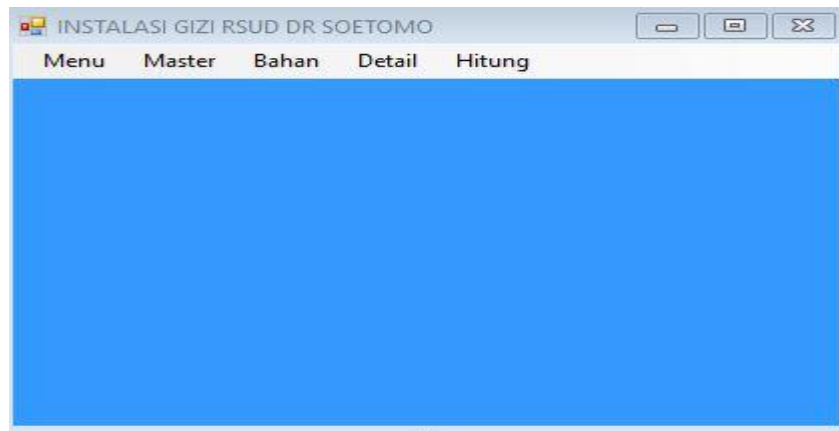 INSTALASI GIZI RSUD DR SOETOMO
Menu Master Bahan Detail Hitung